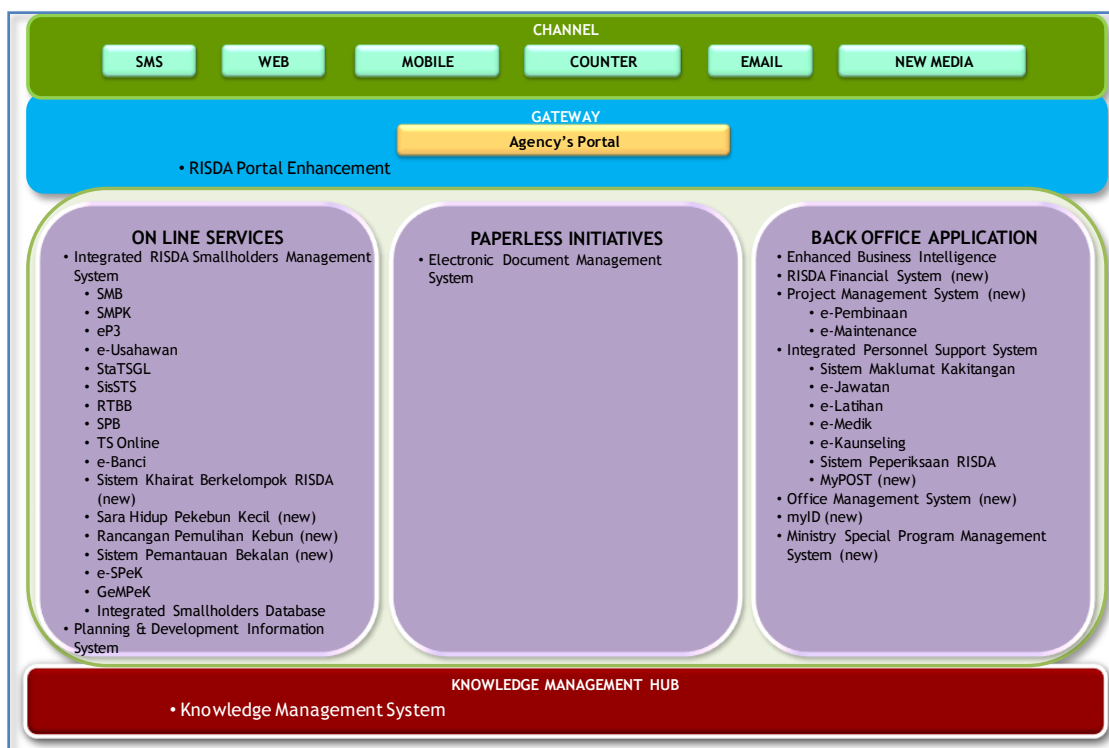 CHANNEL
SMS
WEB
MOBILE
COUNTER
EMAIL
NEW MEDIA
GATEWAY
Agency's Portal
• RISDA Portal Enhancement
ON LINE SERVICES
• Integrated RISDA Smallholders Management
System
• SMB
• SMPK
• eP3
• e-Usahawan
• StaTSGL
• SisSTS
• RTBB
• SPB
• TS Online
• e-Banci
• Sistem Khairat Berkelompok RISDA
(new)
• Sara Hidup Pekebun Kecil (new)
• Rancangan Pemulihan Kebun (new)
• Sistem Pemantauan Bekalan (new)
• e-SPeK
• GeMPeK
• Integrated Smallholders Database
• Planning & Development Information
System
PAPERLESS INITIATIVES
• Electronic Document Management
System
BACK OFFICE APPLICATION
• Enhanced Business Intelligence
• RISDA Financial System (new)
• Project Management System (new)
• e-Pembinaan
• e-Maintenance
• Integrated Personnel Support System
• Sistem Maklumat Kakitangan
• e-Jawatan
• e-Latihan
• e-Medik
• e-Kaunseling
• Sistem Peperiksaan RISDA
• MyPOST (new)
• Office Management System (new)
• myID (new)
• Ministry Special Program Management
System (new)
KNOWLEDGE MANAGEMENT HUB
• Knowledge Management System